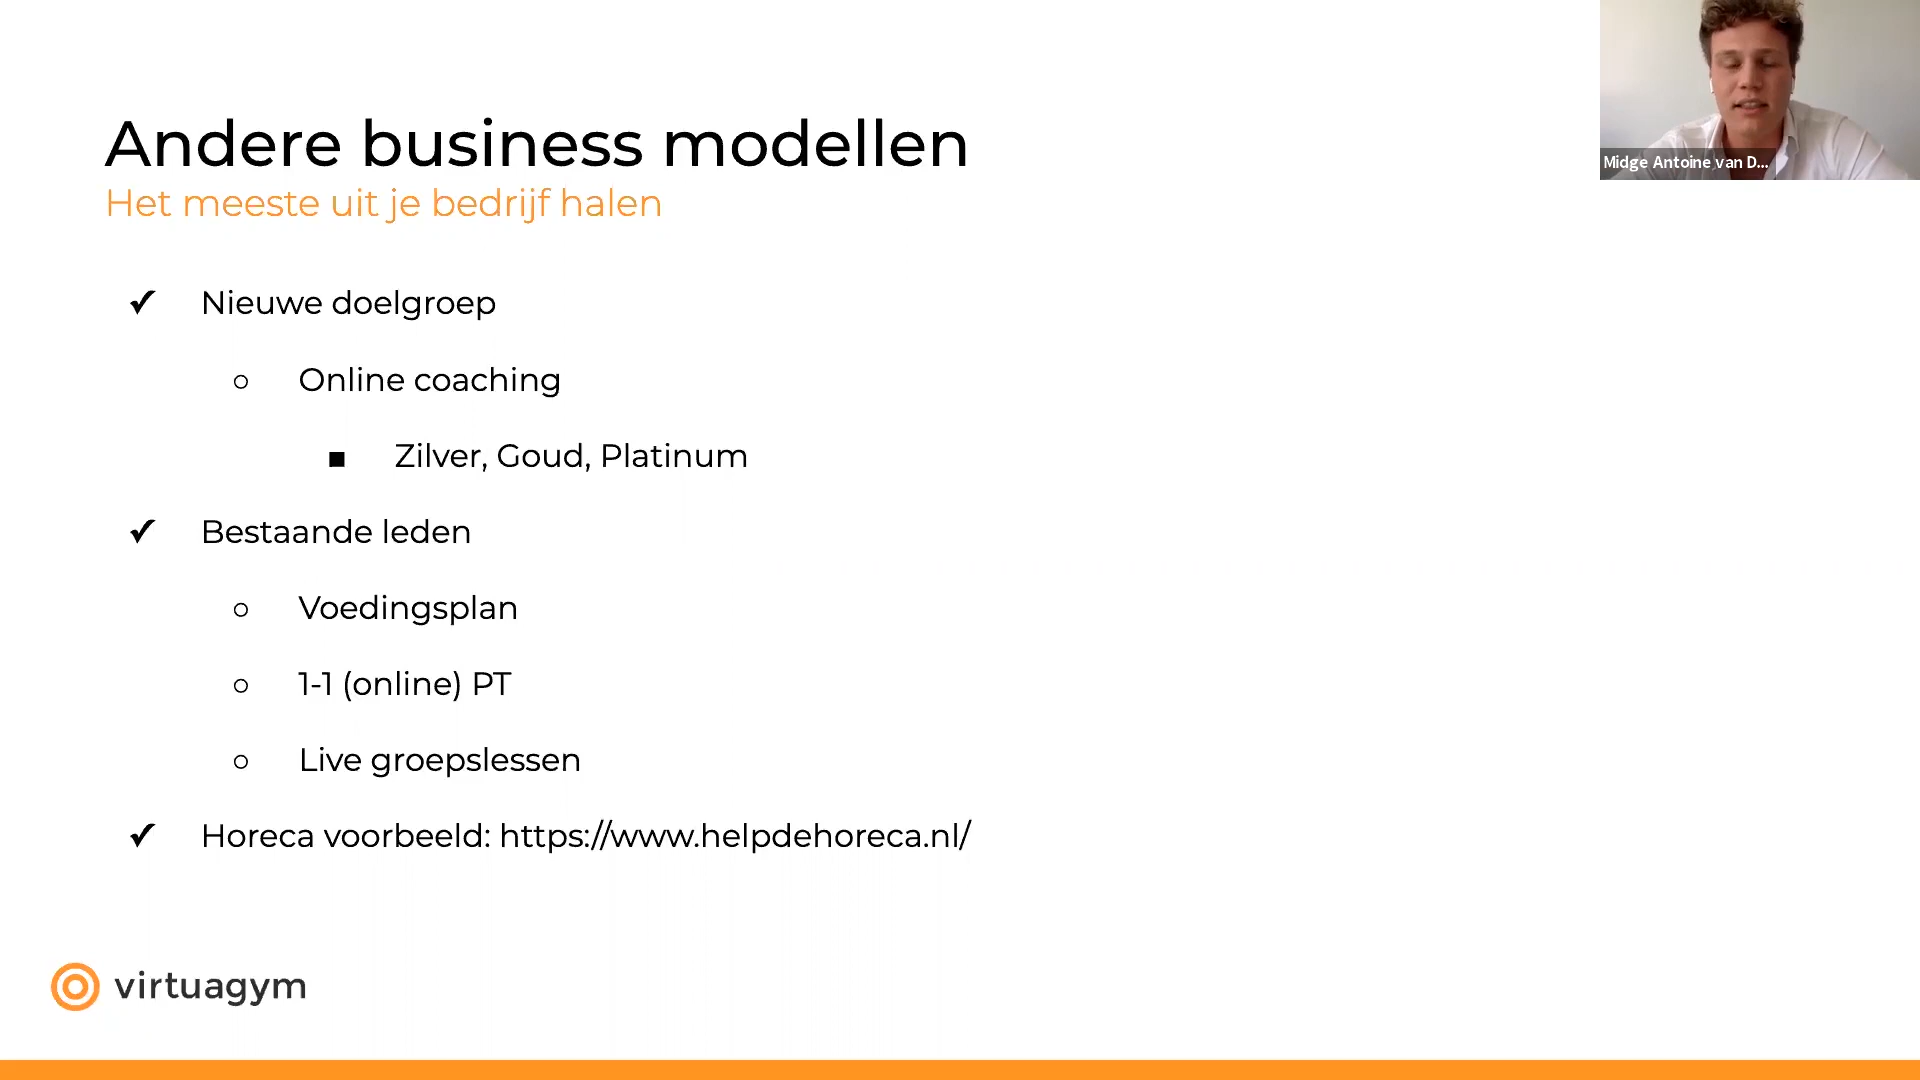 Andere business modellen
Het meeste uit je bedrijf halen
Midge Antoine van D...
✔ Nieuwe doelgroep
○ Online coaching
■ Zilver, Goud, Platinum
✔ Bestaande leden
○ Voedingsplan
○ 1-1 (online) PT
○ Live groepslessen
✔ Horeca voorbeeld: https://www.helpdehoreca.nl/
virtuagym